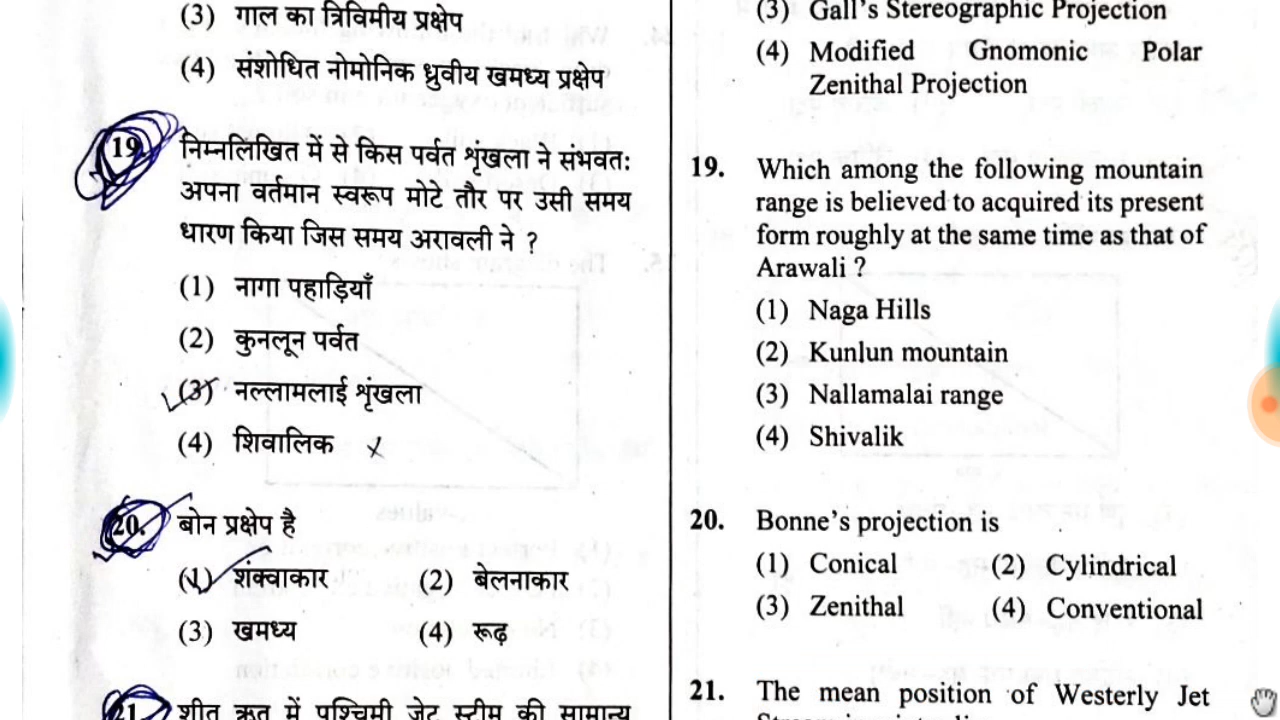 (3) गाल का त्रिविमीय प्रक्षेप
(4) संशोधित नोमोनिक ध्रुवीय खमध्य प्रक्षेप
19. निम्नलिखित में से किस पर्वत शृंखला ने संभवतः
अपना वर्तमान स्वरूप मोटे तौर पर उसी समय
धारण किया जिस समय अरावली ने ?
(1) नागा पहाड़ियाँ
(2) कुनलून पर्वत
(3) नल्लामलाई शृंखला
(4) शिवालिक
20. बोन प्रक्षेप है
(1) शंक्वाकार (2) बेलनाकार
(3) खमध्य (4) रूढ़
21. शीत ऋतु में पश्चिमी जेट स्ट्रीम की सामान्य
(3) Gall's Stereographic Projection
(4) Modified Gnomonic Polar
Zenithal Projection
19. Which among the following mountain
range is believed to acquired its present
form roughly at the same time as that of
Arawali ?
(1) Naga Hills
(2) Kunlun mountain
(3) Nallamalai range
(4) Shivalik
20. Bonne's projection is
(1) Conical (2) Cylindrical
(3) Zenithal (4) Conventional
21. The mean position of Westerly Jet